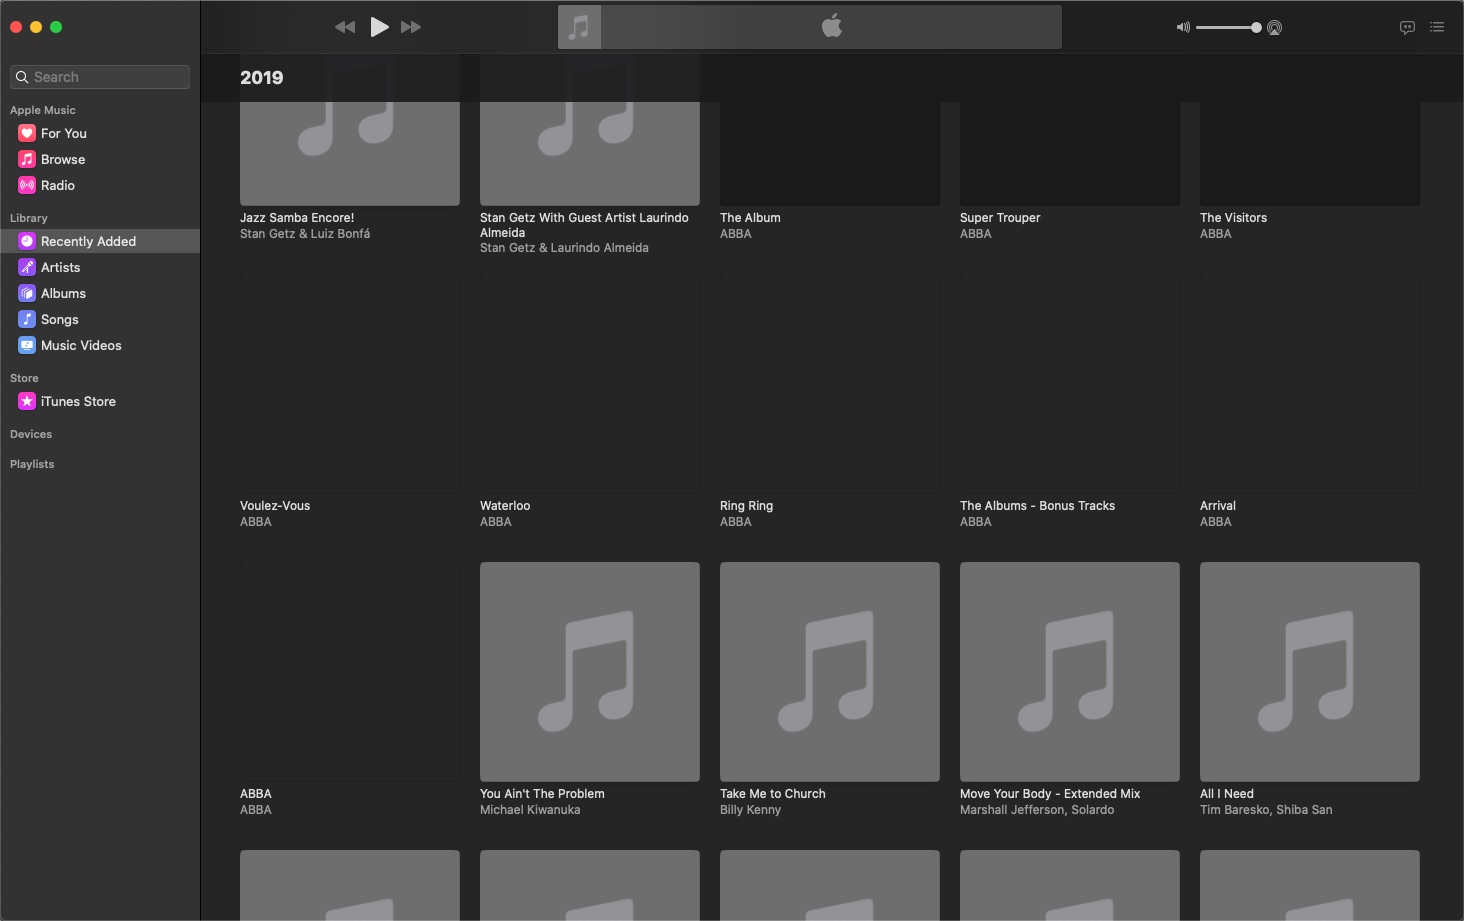 Search
Apple Music
For You
Browse
Radio
Library
Recently Added
Artists
Albums
Songs
Music Videos
Store
iTunes Store
Devices
Playlists
2019
Jazz Samba Encore!
Stan Getz & Luiz Bonfá
Stan Getz With Guest Artist Laurindo
Almeida
Stan Getz & Laurindo Almeida
The Album
ABBA
Super Trouper
ABBA
The Visitors
ABBA
Voulez-Vous
ABBA
Waterloo
ABBA
Ring Ring
ABBA
The Albums - Bonus Tracks
ABBA
Arrival
ABBA
ABBA
ABBA
You Ain't The Problem
Michael Kiwanuka
Take Me to Church
Billy Kenny
Move Your Body - Extended Mix
Marshall Jefferson, Solardo
All I Need
Tim Baresko, Shiba San